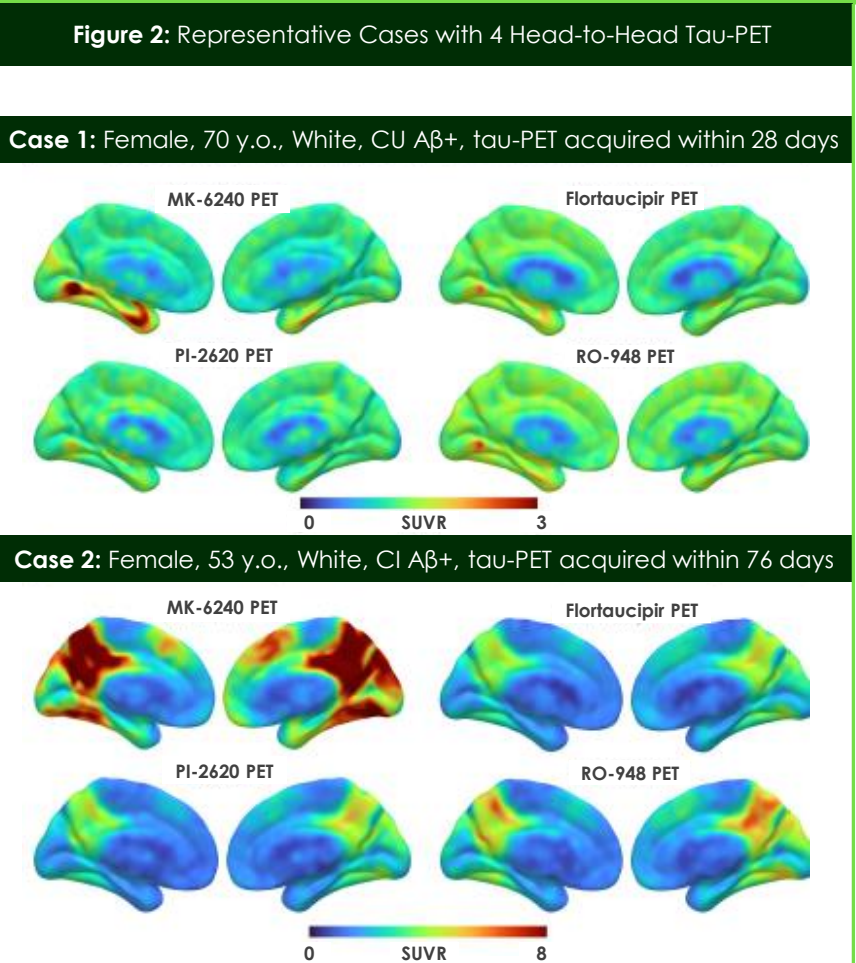 Figure 2: Representative Cases with 4 Head-to-Head Tau-PET
Case 1: Female, 70 y.o., White, CU Aβ+, tau-PET acquired within 28 days
MK-6240 PET
Flortaucipir PET
PI-2620 PET
RO-948 PET
0 SUVR 3
Case 2: Female, 53 y.o., White, CI Aβ+, tau-PET acquired within 76 days
MK-6240 PET
Flortaucipir PET
PI-2620 PET
RO-948 PET
0 SUVR 8